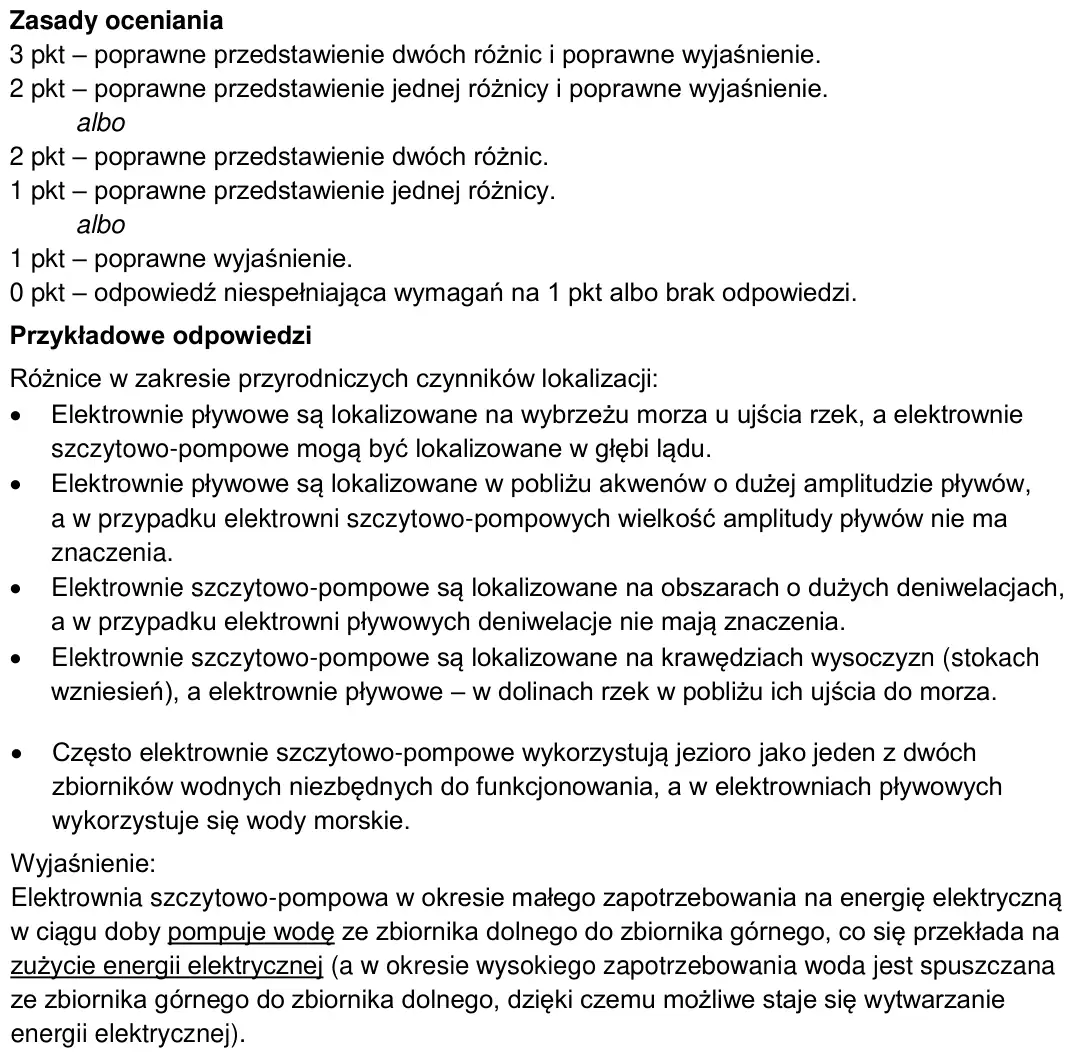 Zasady oceniania
3 pkt – poprawne przedstawienie dwóch różnic i poprawne wyjaśnienie.
2 pkt – poprawne przedstawienie jednej różnicy i poprawne wyjaśnienie.
albo
2 pkt – poprawne przedstawienie dwóch różnic.
1 pkt – poprawne przedstawienie jednej różnicy.
albo
1 pkt – poprawne wyjaśnienie.
0 pkt – odpowiedź niespełniająca wymagań na 1 pkt albo brak odpowiedzi.
Przykładowe odpowiedzi
Różnice w zakresie przyrodniczych czynników lokalizacji:
• Elektrownie pływowe są lokalizowane na wybrzeżu morza u ujścia rzek, a elektrownie
szczytowo-pompowe mogą być lokalizowane w głębi lądu.
• Elektrownie pływowe są lokalizowane w pobliżu akwenów o dużej amplitudzie pływów,
a w przypadku elektrowni szczytowo-pompowych wielkość amplitudy pływów nie ma
znaczenia.
• Elektrownie szczytowo-pompowe są lokalizowane na obszarach o dużych deniwelacjach,
a w przypadku elektrowni pływowych deniwelacje nie mają znaczenia.
• Elektrownie szczytowo-pompowe są lokalizowane na krawędziach wysoczyzn (stokach
wzniesień), a elektrownie pływowe – w dolinach rzek w pobliżu ich ujścia do morza.
• Często elektrownie szczytowo-pompowe wykorzystują jezioro jako jeden z dwóch
zbiorników wodnych niezbędnych do funkcjonowania, a w elektrowniach pływowych
wykorzystuje się wody morskie.
Wyjaśnienie:
Elektrownia szczytowo-pompowa w okresie małego zapotrzebowania na energię elektryczną
w ciągu doby pompuje wodę ze zbiornika dolnego do zbiornika górnego, co się przekłada na
zużycie energii elektrycznej (a w okresie wysokiego zapotrzebowania woda jest spuszczana
ze zbiornika górnego do zbiornika dolnego, dzięki czemu możliwe staje się wytwarzanie
energii elektrycznej).